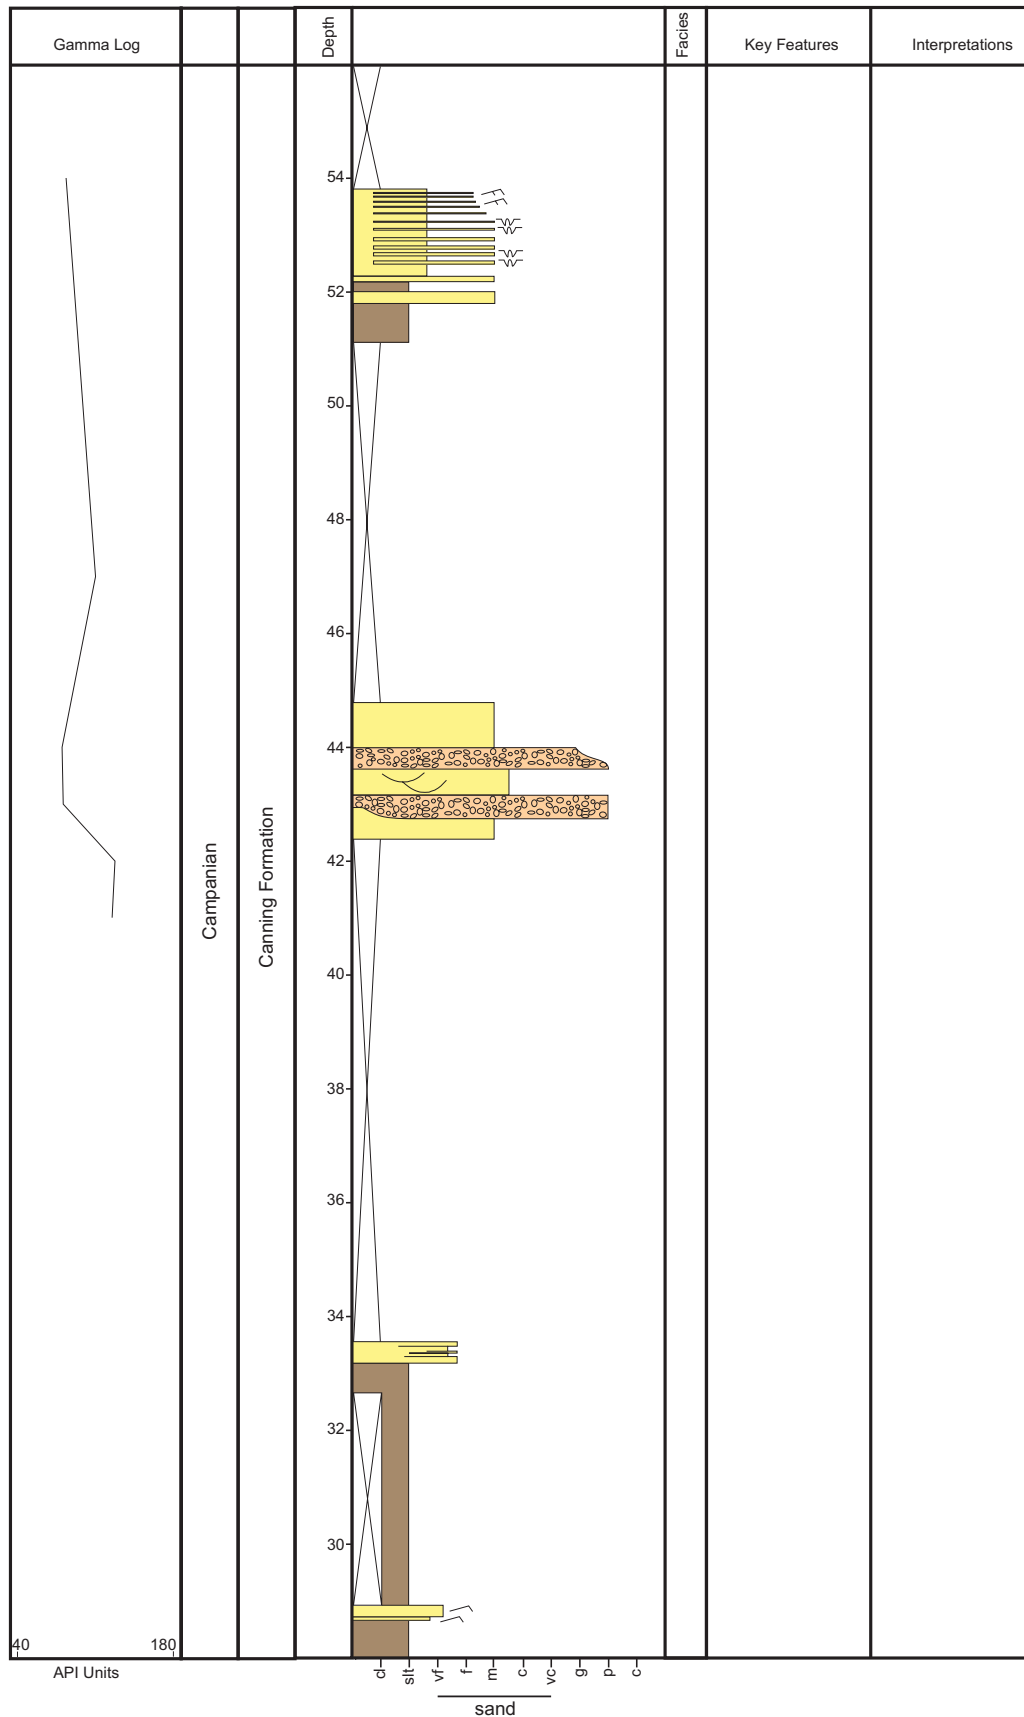 Gamma Log
Depth
Facies
Key Features
Interpretations
54
52
50
48
46
44
42
Campanian
Canning Formation
40
38
36
34
32
30
40
180
API Units
cl
slt
vf
f
m
c
vc
g
p
c
sand